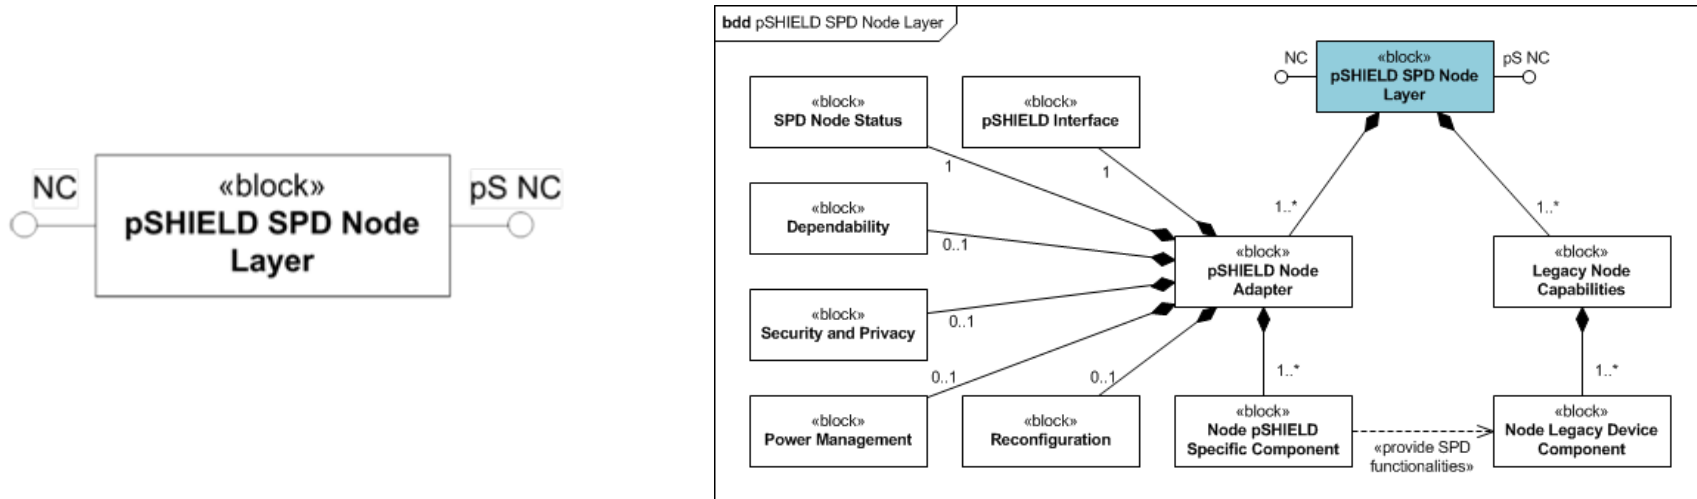 NC
«block»
pSHIELD SPD Node
Layer
pS NC
bdd pSHIELD SPD Node Layer
NC
«block»
pSHIELD SPD Node
Layer
pS NC
«block»
SPD Node Status
«block»
pSHIELD Interface
1
1
«block»
Dependability
0..1
1..*
1..*
«block»
pSHIELD Node
Adapter
«block»
Legacy Node
Capabilities
«block»
Security and Privacy
0..1
0..1
0..1
1..*
1..*
«block»
Power Management
«block»
Reconfiguration
«block»
Node pSHIELD
Specific Component
«provide SPD
functionalities»
«block»
Node Legacy Device
Component